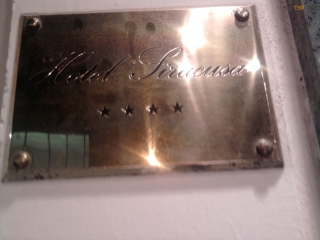 Hotel Siracusa
★ ★ ★ ★